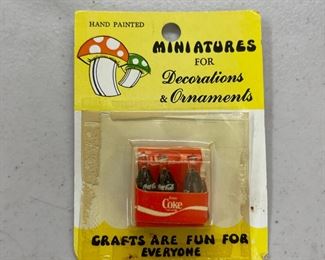 HAND PAINTED
MINIATURES
FOR
Decorations
& Ornaments
Coke
CRAFTS ARE FUN FOR
EVERYONE